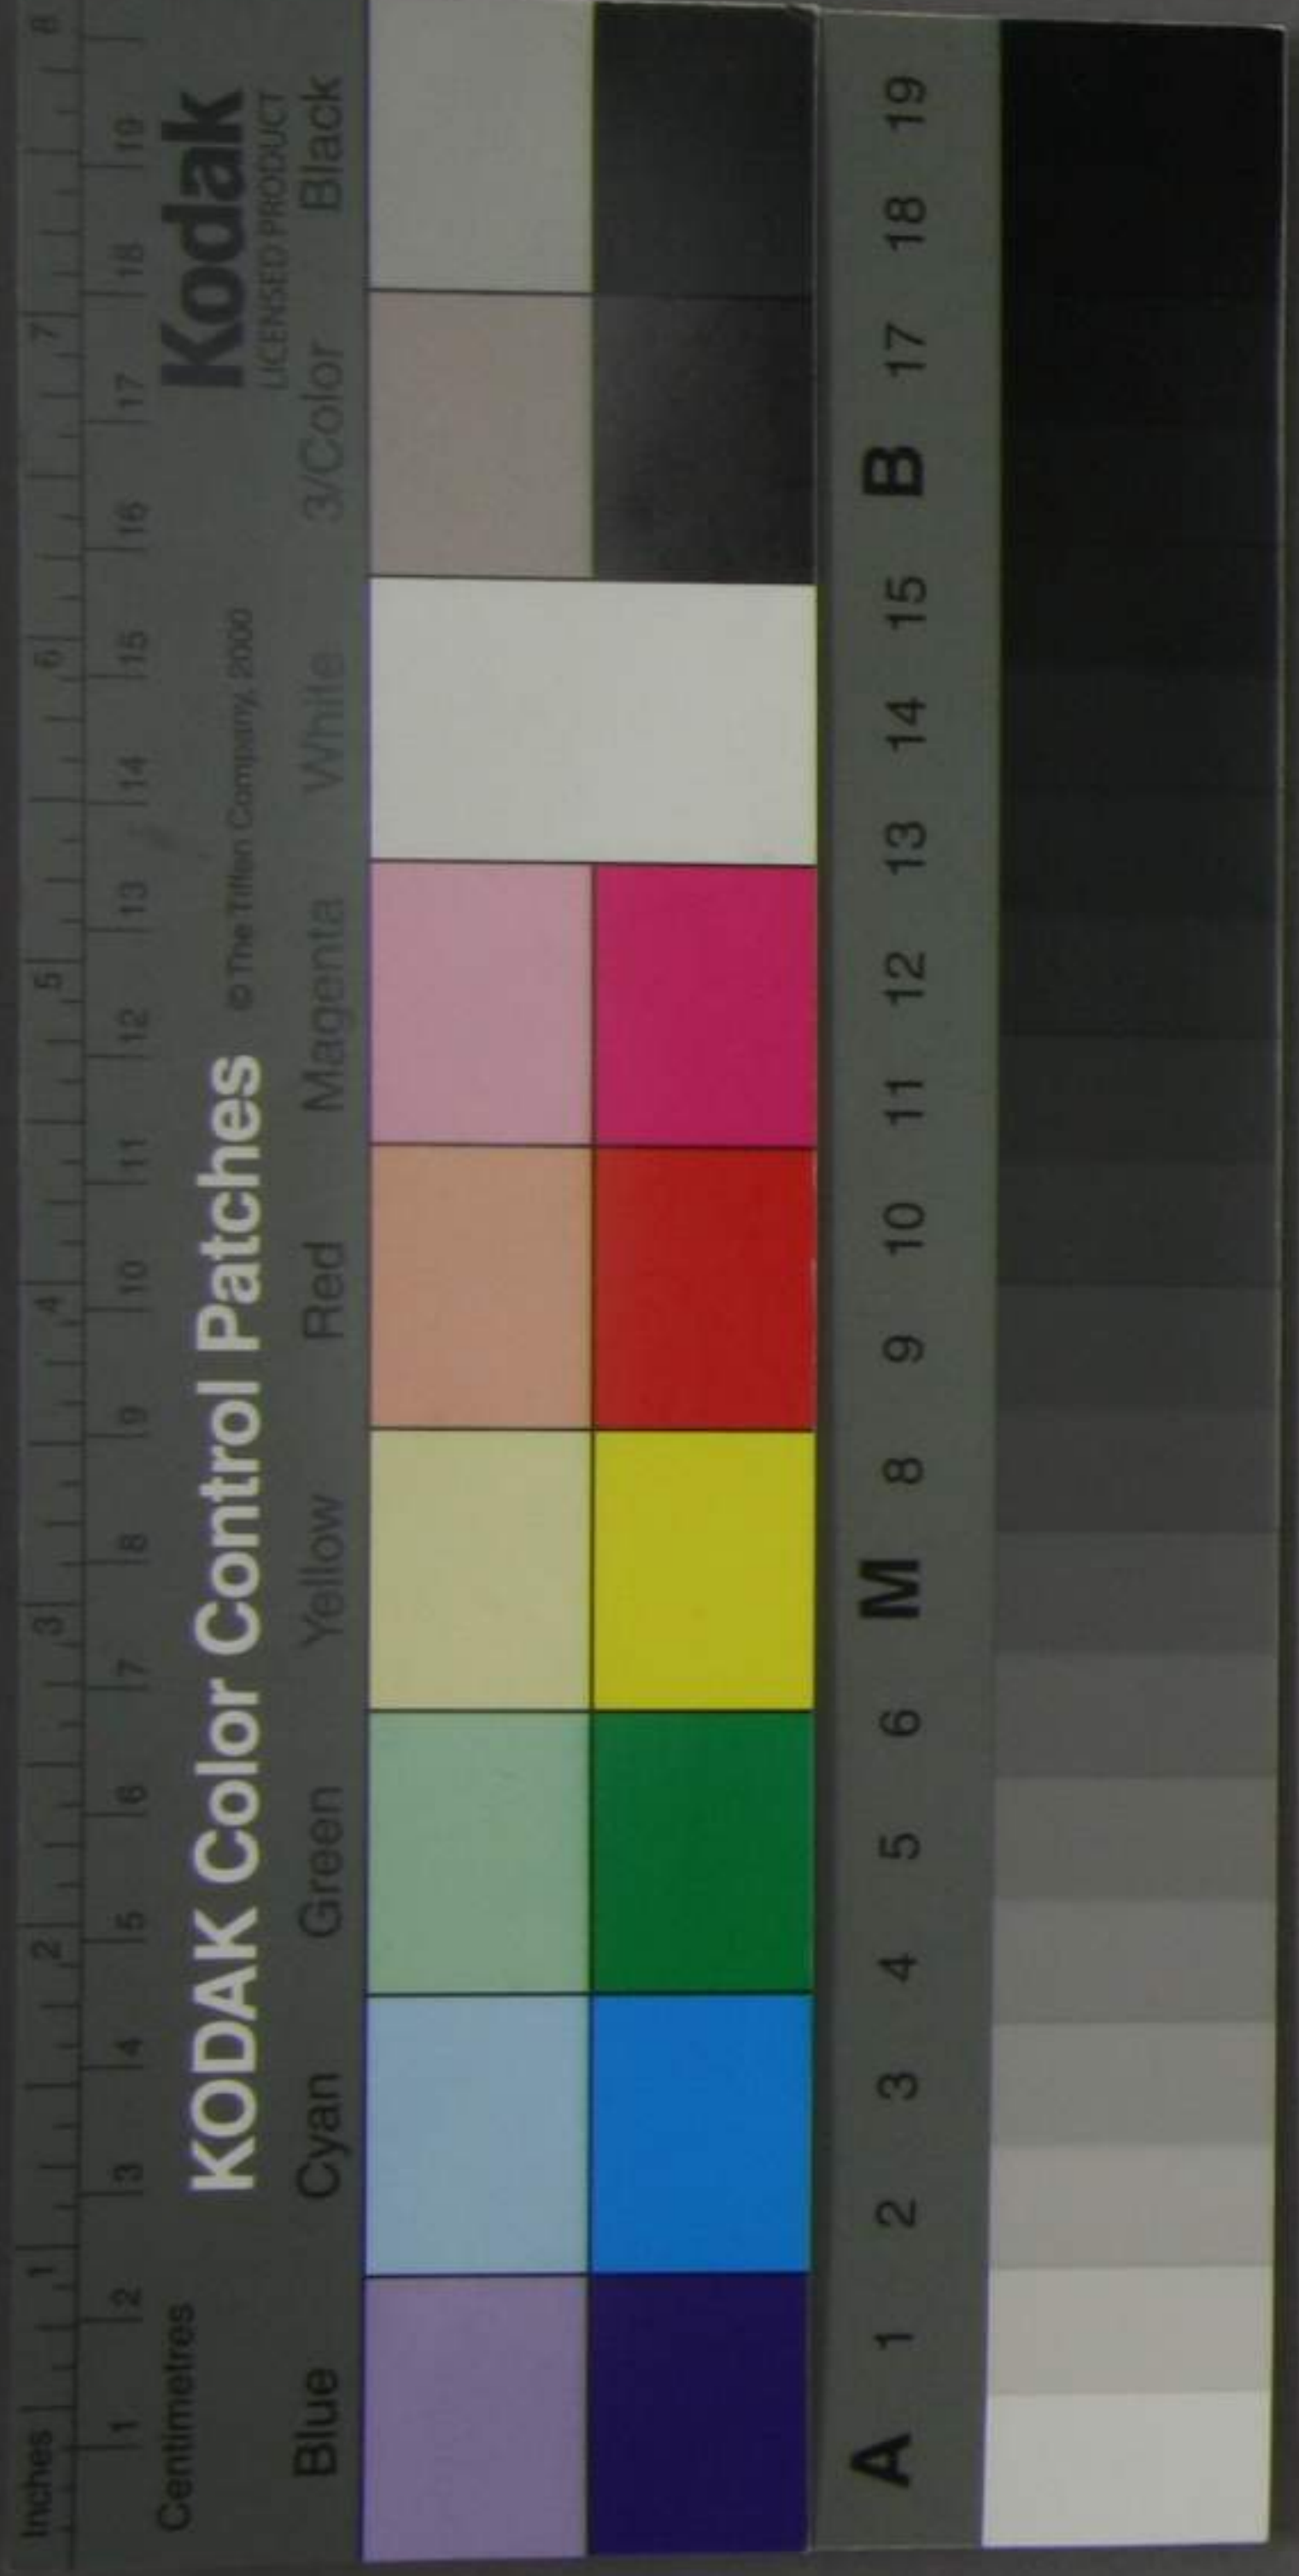 Inches 1 2 3 4 5 6 7 8
Centimetres 1 2 3 4 5 6 7 8 9 10 11 12 13 14 15 16 17 18 19
KODAK Color Control Patches © The Tiffen Company, 2000 Kodak
LICENSED PRODUCT
Blue Cyan Green Yellow Red Magenta White 3/Color Black
A 1 2 3 4 5 6 M 8 9 10 11 12 13 14 15 B 17 18 19